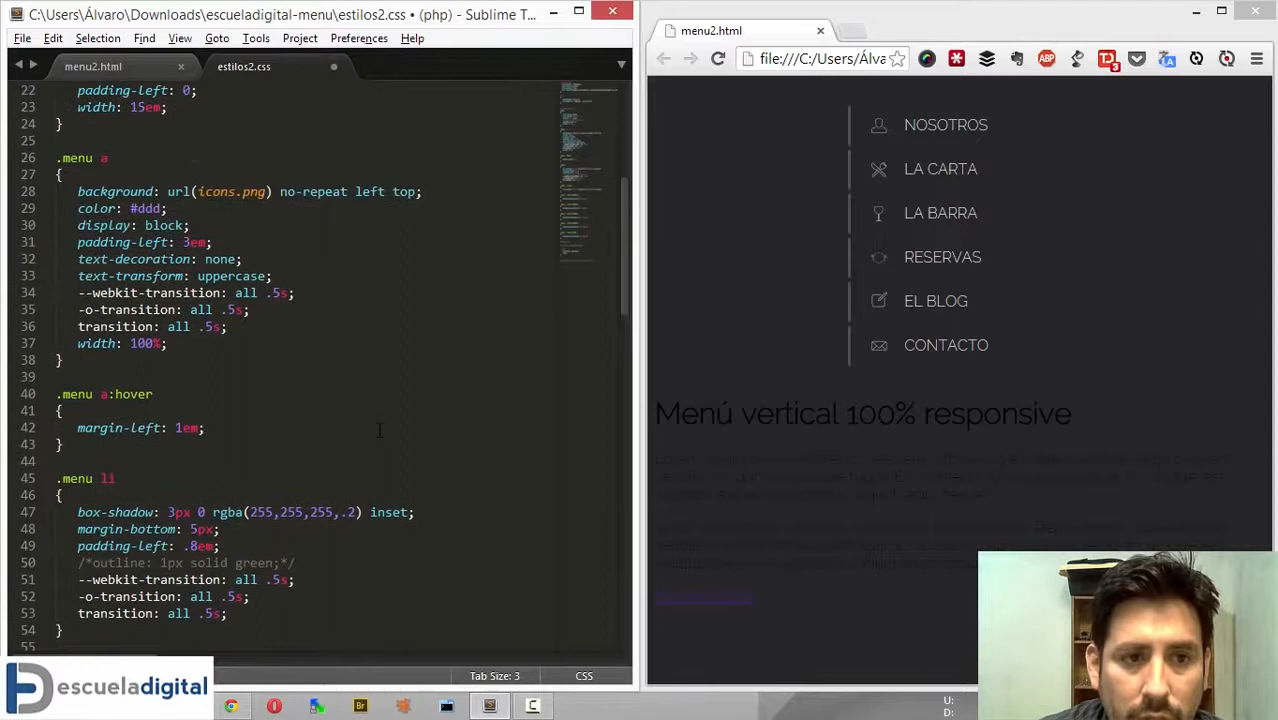 C:\Users\Álvaro\Downloads\escueladigital-menu\estilos2.css • (php) - Sublime T...
File Edit Selection Find View Goto Tools Project Preferences Help
menu2.html × estilos2.css
22 padding-left: 0;
23 width: 15em;
24 }
25
26 .menu a
27 {
28 background: url(icons.png) no-repeat left top;
29 color: #ddd;
30 display: block;
31 padding-left: 3em;
32 text-decoration: none;
33 text-transform: uppercase;
34 --webkit-transition: all .5s;
35 -o-transition: all .5s;
36 transition: all .5s;
37 width: 100%;
38 }
39
40 .menu a:hover
41 {
42 margin-left: 1em;
43 }
44
45 .menu li
46 {
47 box-shadow: 3px 0 rgba(255,255,255,.2) inset;
48 margin-bottom: 5px;
49 padding-left: .8em;
50 /*outline: 1px solid green;*/
51 --webkit-transition: all .5s;
52 -o-transition: all .5s;
53 transition: all .5s;
54 }
55
Tab Size: 3 CSS
escueladigital
Br
menu2.html ×
file:///C:/Users/Álva
ABP
3
NOSOTROS
LA CARTA
LA BARRA
RESERVAS
EL BLOG
CONTACTO
Menú vertical 100% responsive
U:
D: